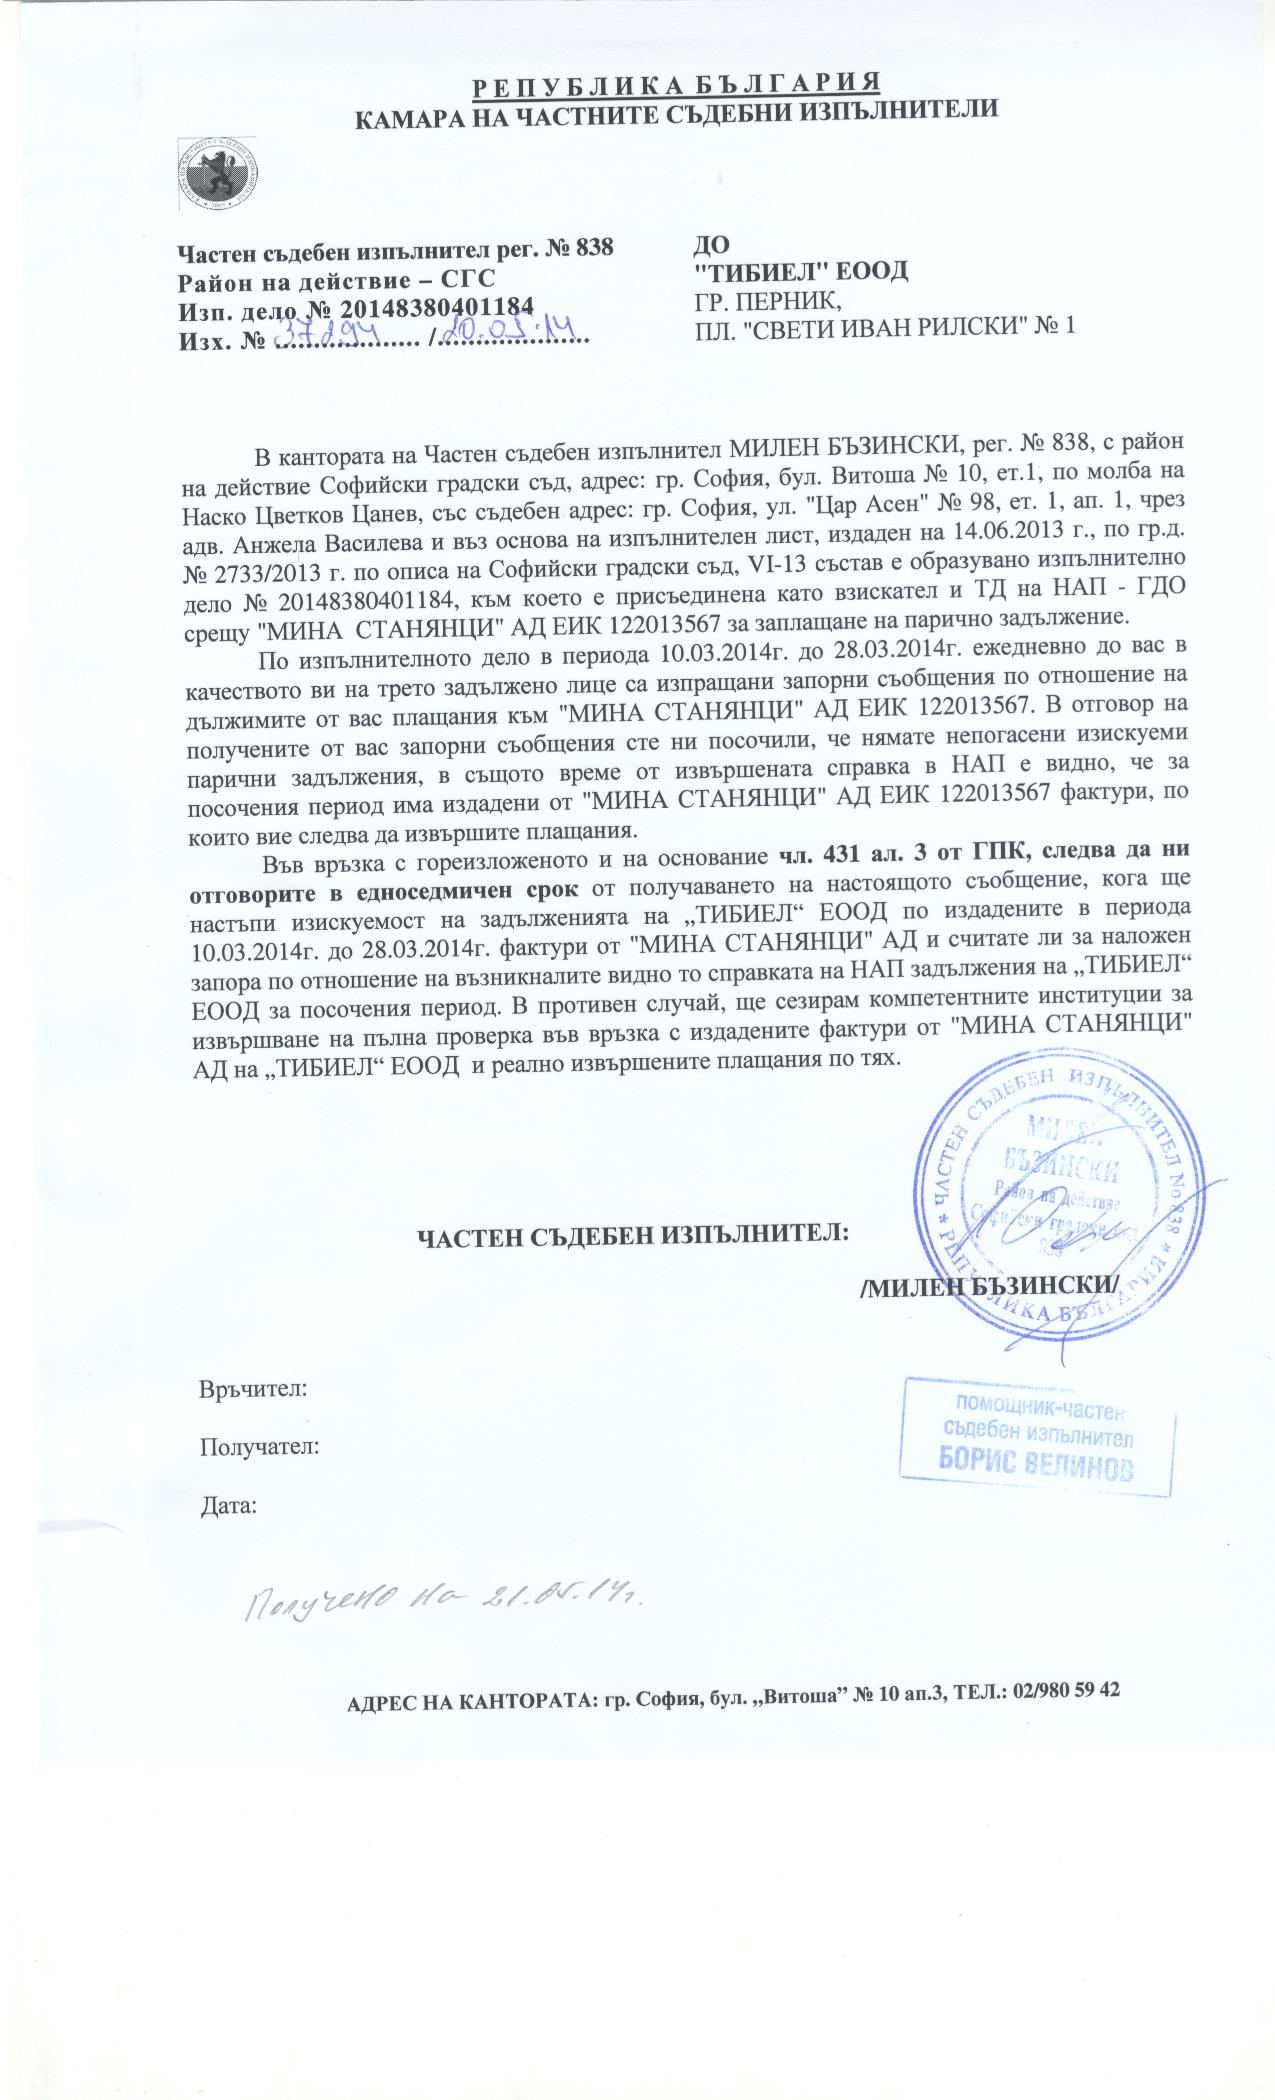 Р Е П У Б Л И К А Б Ъ Л Г А Р И Я
КАМАРА НА ЧАСТНИТЕ СЪДЕБНИ ИЗПЪЛНИТЕЛИ
Частен съдебен изпълнител рег. № 838
Район на действие – СГС
Изп. дело № 20148380401184
Изх. № 37294 / 20.05.14
ДО
"ТИБИЕЛ" ЕООД
ГР. ПЕРНИК,
ПЛ. "СВЕТИ ИВАН РИЛСКИ" № 1
В кантората на Частен съдебен изпълнител МИЛЕН БЪЗИНСКИ, рег. № 838, с район
на действие Софийски градски съд, адрес: гр. София, бул. Витоша № 10, ет.1, по молба на
Наско Цветков Цанев, със съдебен адрес: гр. София, ул. "Цар Асен" № 98, ет. 1, ап. 1, чрез
адв. Анжела Василева и въз основа на изпълнителен лист, издаден на 14.06.2013 г., по гр.д.
№ 2733/2013 г. по описа на Софийски градски съд, VI-13 състав е образувано изпълнително
дело № 20148380401184, към което е присъединена като взискател и ТД на НАП - ГДО
срещу "МИНА СТАНЯНЦИ" АД ЕИК 122013567 за заплащане на парично задължение.
По изпълнителното дело в периода 10.03.2014г. до 28.03.2014г. ежедневно до вас в
качеството ви на трето задължено лице са изпращани запорни съобщения по отношение на
дължимите от вас плащания към "МИНА СТАНЯНЦИ" АД ЕИК 122013567. В отговор на
получените от вас запорни съобщения сте ни посочили, че нямате непогасени изискуеми
парични задължения, в същото време от извършената справка в НАП е видно, че за
посочения период има издадени от "МИНА СТАНЯНЦИ" АД ЕИК 122013567 фактури, по
които вие следва да извършите плащания.
Във връзка с гореизложеното и на основание чл. 431 ал. 3 от ГПК, следва да ни
отговорите в едноседмичен срок от получаването на настоящото съобщение, кога ще
настъпи изискуемост на задълженията на „ТИБИЕЛ“ ЕООД по издадените в периода
10.03.2014г. до 28.03.2014г. фактури от "МИНА СТАНЯНЦИ" АД и считате ли за наложен
запора по отношение на възникналите видно то справката на НАП задължения на „ТИБИЕЛ“
ЕООД за посочения период. В противен случай, ще сезирам компетентните институции за
извършване на пълна проверка във връзка с издадените фактури от "МИНА СТАНЯНЦИ"
АД на „ТИБИЕЛ“ ЕООД и реално извършените плащания по тях.
* ЧАСТЕН СЪДЕБЕН ИЗПЪЛНИТЕЛ №838 * РЕПУБЛИКА БЪЛГАРИЯ
МИЛЕН
БЪЗИНСКИ
Район на действие
Софийски градски съд
838
ЧАСТЕН СЪДЕБЕН ИЗПЪЛНИТЕЛ:
/МИЛЕН БЪЗИНСКИ/
Връчител:
Получател:
Дата:
помощник-частен
съдебен изпълнител
БОРИС ВЕЛИНОВ
Получено на 21.05.14г.
АДРЕС НА КАНТОРАТА: гр. София, бул. „Витоша” № 10 ап.3, ТЕЛ.: 02/980 59 42